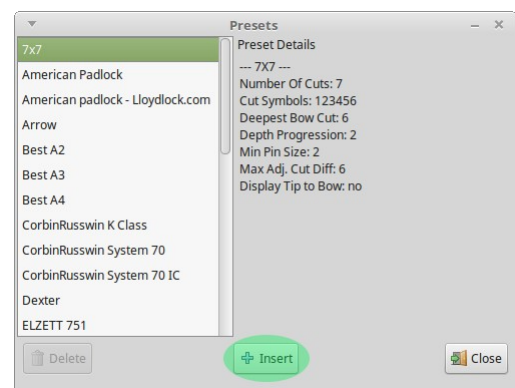 Presets
7x7
American Padlock
American padlock - Lloydlock.com
Arrow
Best A2
Best A3
Best A4
CorbinRusswin K Class
CorbinRusswin System 70
CorbinRusswin System 70 IC
Dexter
ELZETT 751
Preset Details
--- 7X7 ---
Number Of Cuts: 7
Cut Symbols: 123456
Deepest Bow Cut: 6
Depth Progression: 2
Min Pin Size: 2
Max Adj. Cut Diff: 6
Display Tip to Bow: no
Delete
Insert
Close